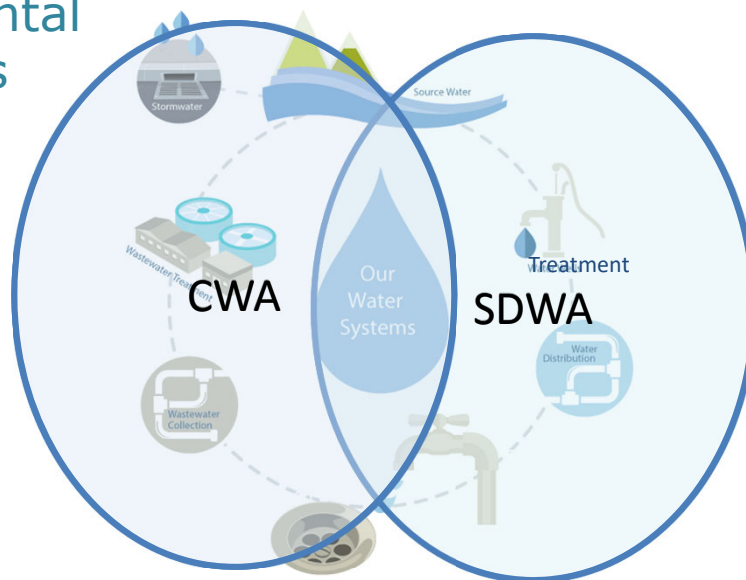 ntal
s
Stormwater
Source Water
Wastewater Treatment
CWA
Our
Water
Systems
Treatment
SDWA
Water
Distribution
Wastewater
Collection